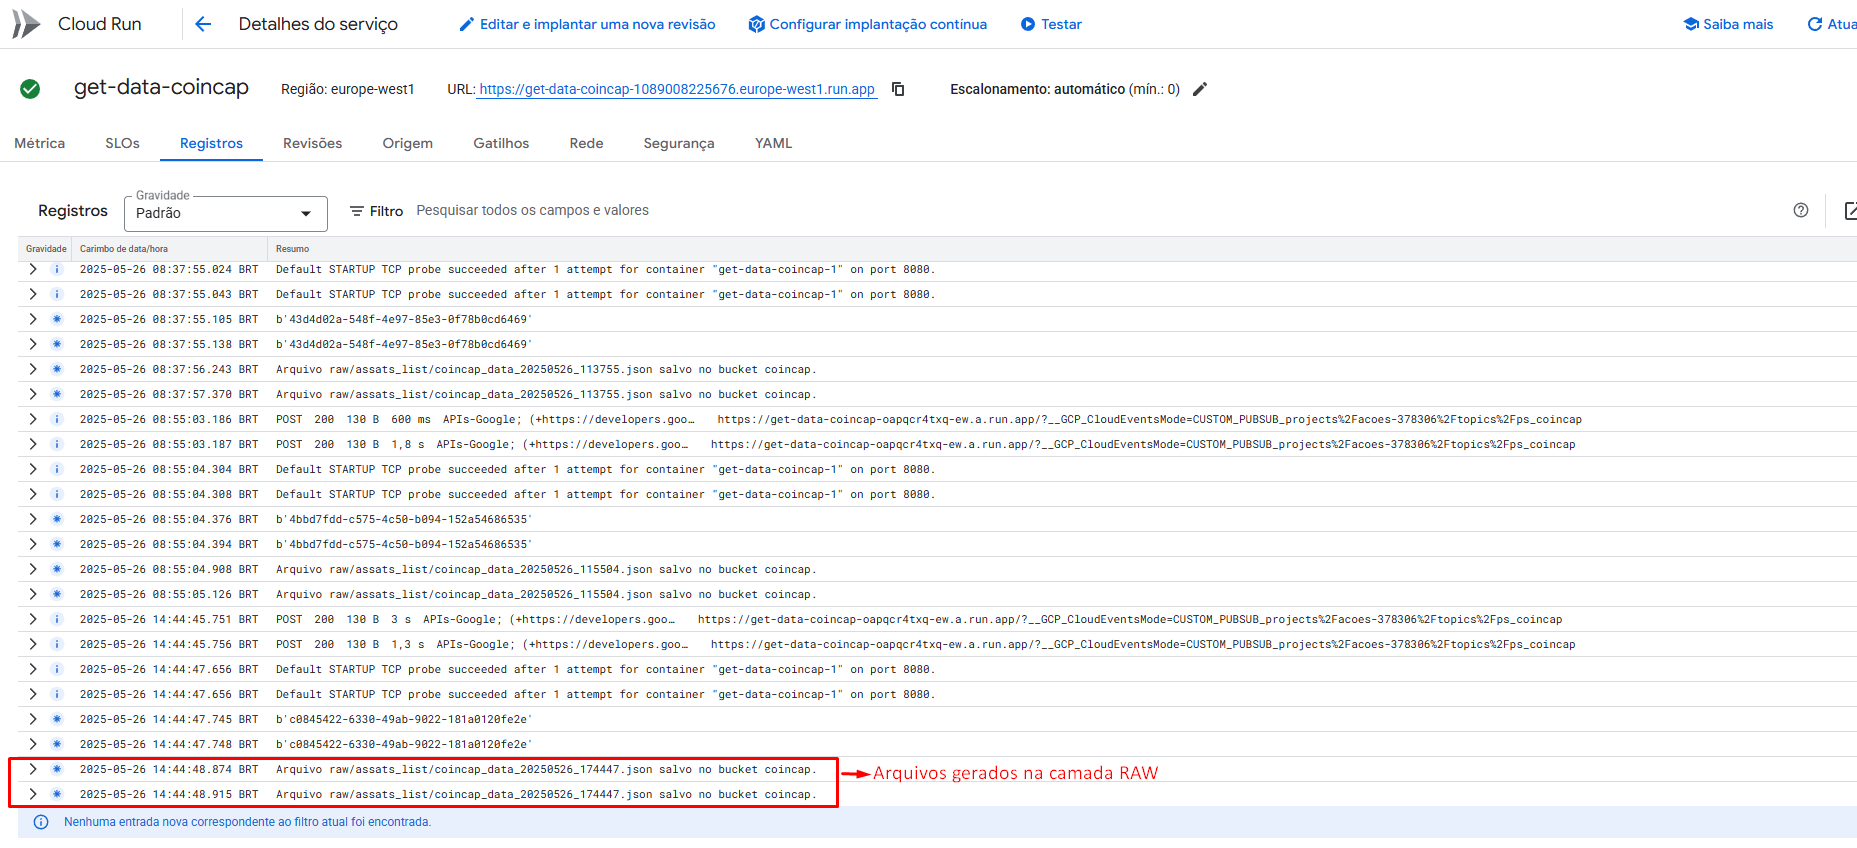 Cloud Run
Detalhes do serviço
Editar e implantar uma nova revisão
Configurar implantação contínua
Testar
Saiba mais
Atua
get-data-coincap
Região: europe-west1
URL: https://get-data-coincap-1089008225676.europe-west1.run.app
Escalonamento: automático (mín.: 0)
Métrica SLOs Registros Revisões Origem Gatilhos Rede Segurança YAML
Registros
Gravidade
Padrão
Filtro
Pesquisar todos os campos e valores
Gravidade Carimbo de data/hora Resumo
2025-05-26 08:37:55.024 BRT Default STARTUP TCP probe succeeded after 1 attempt for container "get-data-coincap-1" on port 8080.
2025-05-26 08:37:55.043 BRT Default STARTUP TCP probe succeeded after 1 attempt for container "get-data-coincap-1" on port 8080.
2025-05-26 08:37:55.105 BRT b'43d4d02a-548f-4e97-85e3-0f78b0cd6469'
2025-05-26 08:37:55.138 BRT b'43d4d02a-548f-4e97-85e3-0f78b0cd6469'
2025-05-26 08:37:56.243 BRT Arquivo raw/assats_list/coincap_data_20250526_113755.json salvo no bucket coincap.
2025-05-26 08:37:57.370 BRT Arquivo raw/assats_list/coincap_data_20250526_113755.json salvo no bucket coincap.
2025-05-26 08:55:03.186 BRT POST 200 130 B 600 ms APIs-Google; (+https://developers.goo… https://get-data-coincap-oapqcr4txq-ew.a.run.app/?__GCP_CloudEventsMode=CUSTOM_PUBSUB_projects%2Facoes-378306%2Ftopics%2Fps_coincap
2025-05-26 08:55:03.187 BRT POST 200 130 B 1,8 s APIs-Google; (+https://developers.goo… https://get-data-coincap-oapqcr4txq-ew.a.run.app/?__GCP_CloudEventsMode=CUSTOM_PUBSUB_projects%2Facoes-378306%2Ftopics%2Fps_coincap
2025-05-26 08:55:04.304 BRT Default STARTUP TCP probe succeeded after 1 attempt for container "get-data-coincap-1" on port 8080.
2025-05-26 08:55:04.308 BRT Default STARTUP TCP probe succeeded after 1 attempt for container "get-data-coincap-1" on port 8080.
2025-05-26 08:55:04.376 BRT b'4bbd7fdd-c575-4c50-b094-152a54686535'
2025-05-26 08:55:04.394 BRT b'4bbd7fdd-c575-4c50-b094-152a54686535'
2025-05-26 08:55:04.908 BRT Arquivo raw/assats_list/coincap_data_20250526_115504.json salvo no bucket coincap.
2025-05-26 08:55:05.126 BRT Arquivo raw/assats_list/coincap_data_20250526_115504.json salvo no bucket coincap.
2025-05-26 14:44:45.751 BRT POST 200 130 B 3 s APIs-Google; (+https://developers.goo… https://get-data-coincap-oapqcr4txq-ew.a.run.app/?__GCP_CloudEventsMode=CUSTOM_PUBSUB_projects%2Facoes-378306%2Ftopics%2Fps_coincap
2025-05-26 14:44:45.756 BRT POST 200 130 B 1,3 s APIs-Google; (+https://developers.goo… https://get-data-coincap-oapqcr4txq-ew.a.run.app/?__GCP_CloudEventsMode=CUSTOM_PUBSUB_projects%2Facoes-378306%2Ftopics%2Fps_coincap
2025-05-26 14:44:47.656 BRT Default STARTUP TCP probe succeeded after 1 attempt for container "get-data-coincap-1" on port 8080.
2025-05-26 14:44:47.656 BRT Default STARTUP TCP probe succeeded after 1 attempt for container "get-data-coincap-1" on port 8080.
2025-05-26 14:44:47.745 BRT b'c0845422-6330-49ab-9022-181a0120fe2e'
2025-05-26 14:44:47.748 BRT b'c0845422-6330-49ab-9022-181a0120fe2e'
2025-05-26 14:44:48.874 BRT Arquivo raw/assats_list/coincap_data_20250526_174447.json salvo no bucket coincap.
Arquivos gerados na camada RAW
2025-05-26 14:44:48.915 BRT Arquivo raw/assats_list/coincap_data_20250526_174447.json salvo no bucket coincap.
Nenhuma entrada nova correspondente ao filtro atual foi encontrada.